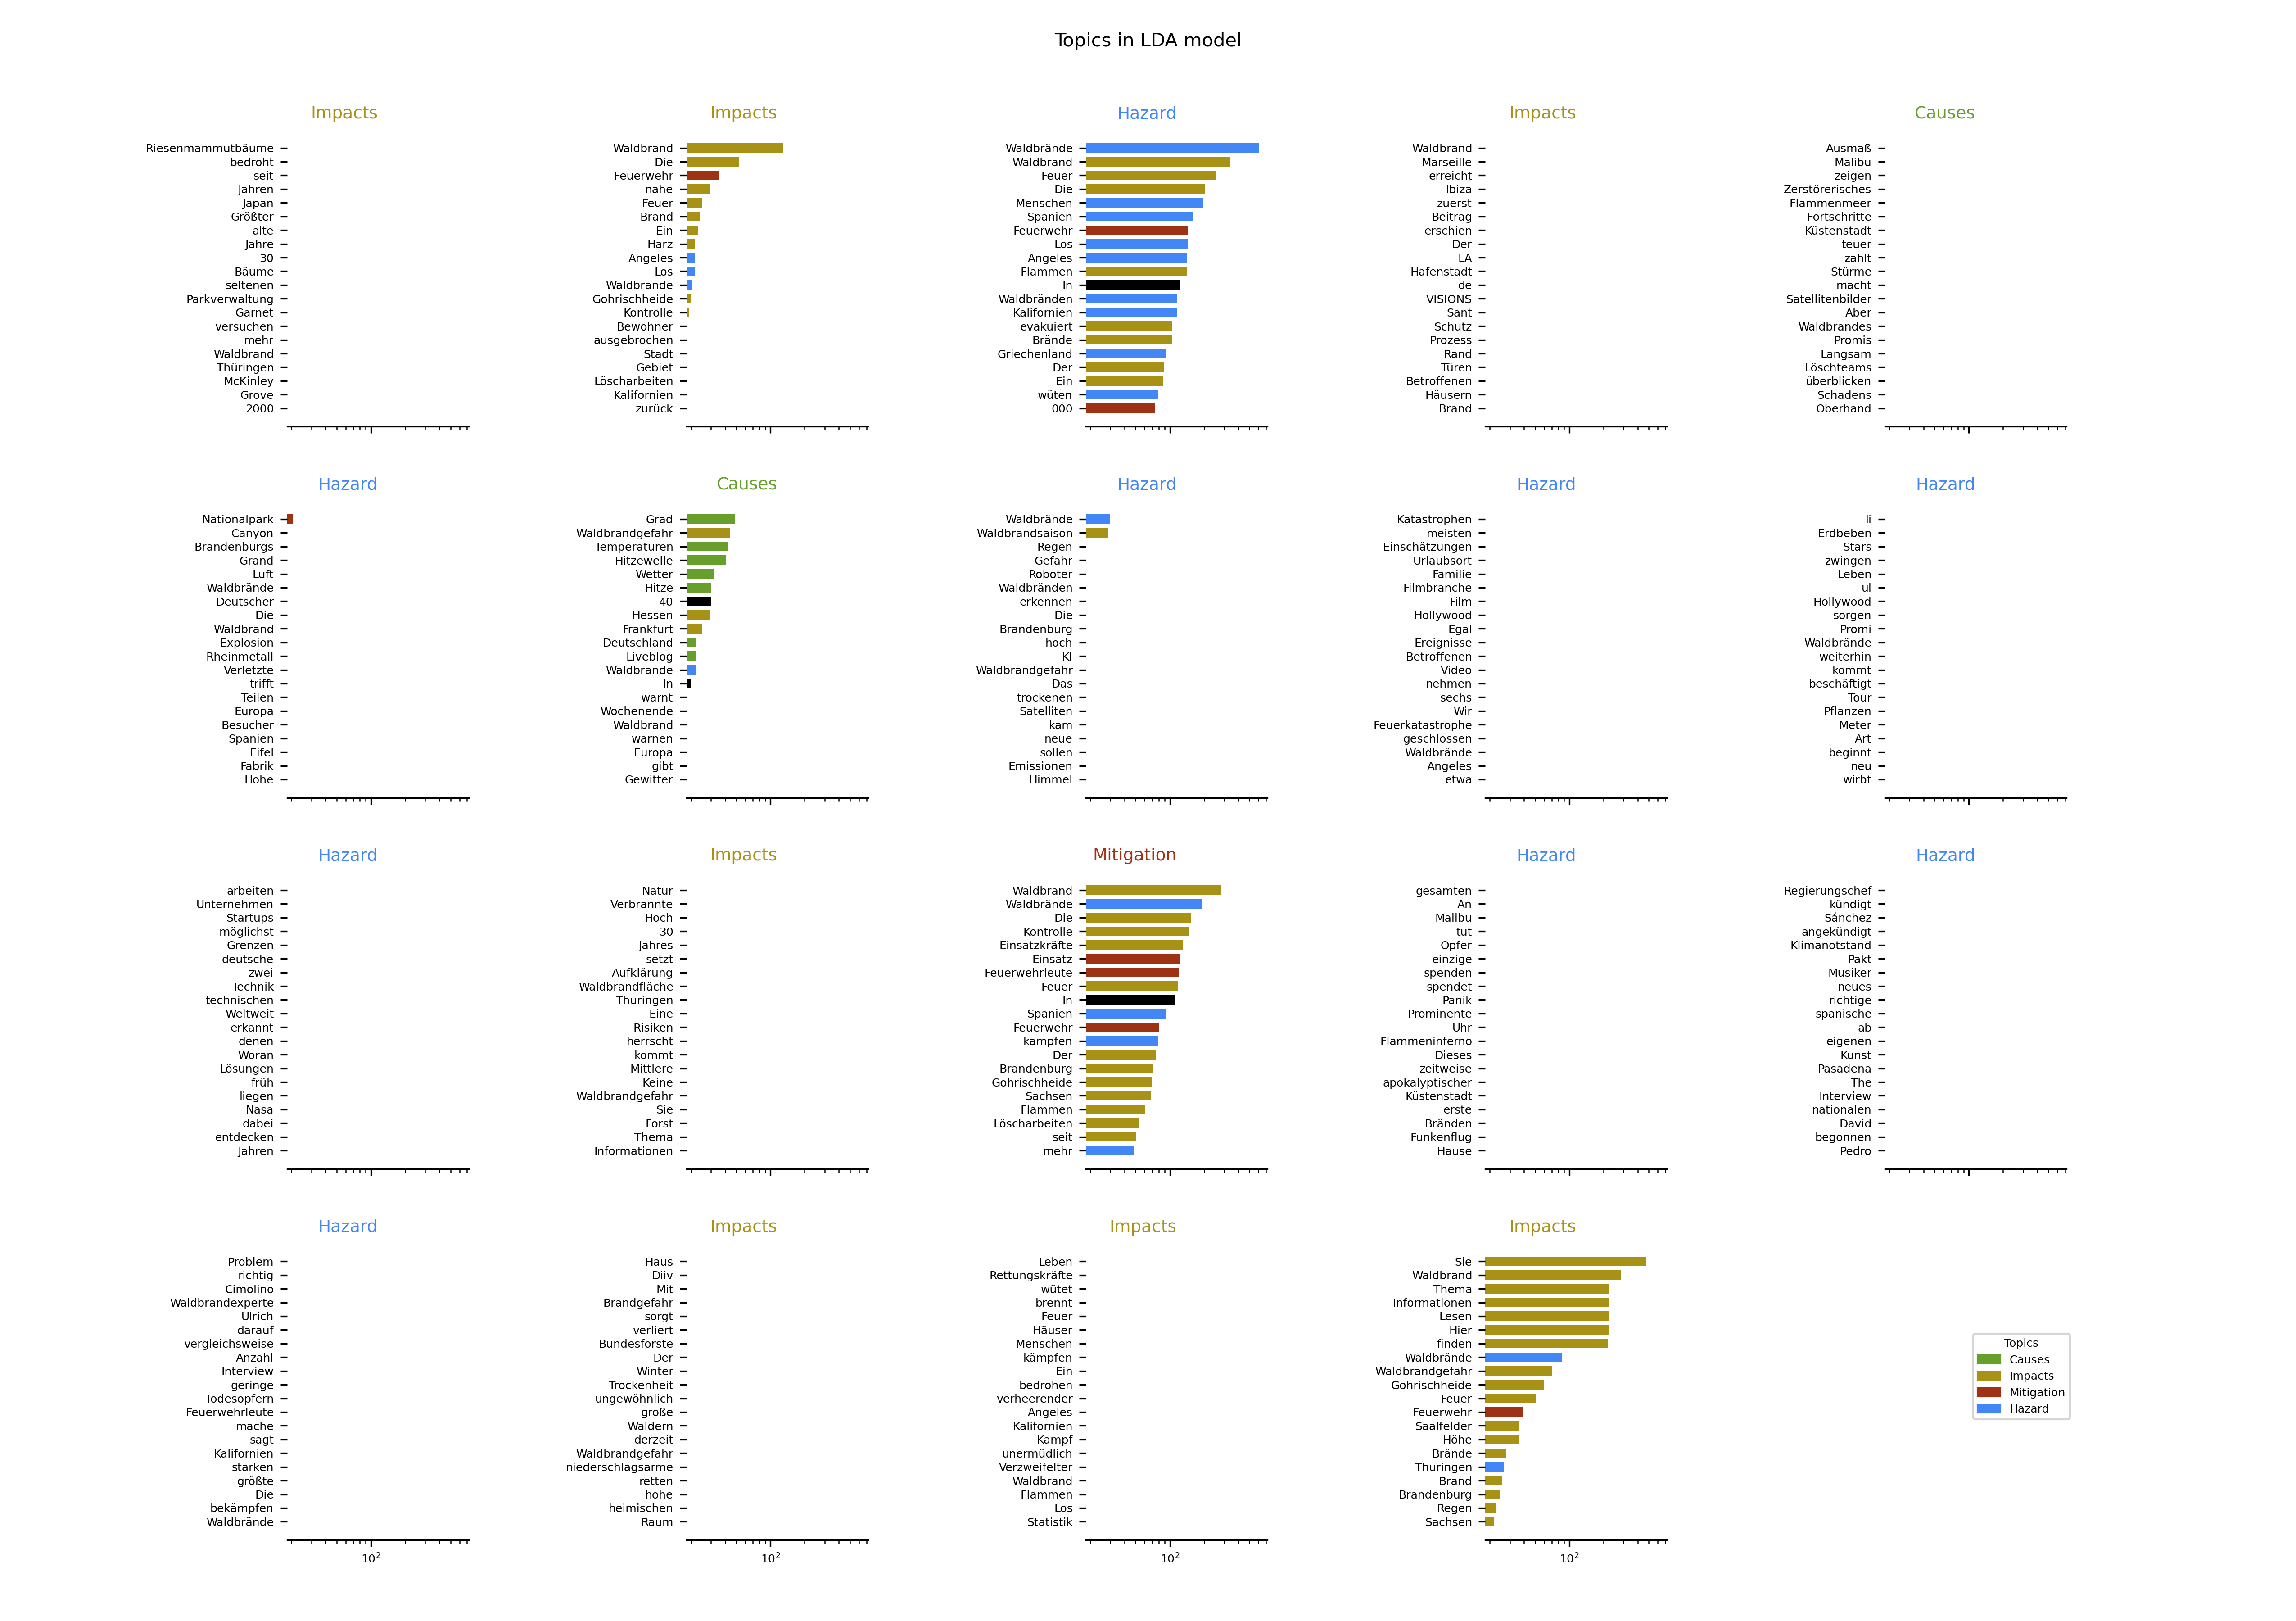 Topics in LDA model
Impacts
Riesenmammutbäume
bedroht
seit
Jahren
Japan
Größter
alte
Jahre
30
Bäume
seltenen
Parkverwaltung
Garnet
versuchen
mehr
Waldbrand
Thüringen
McKinley
Grove
2000
Impacts
Waldbrand
Die
Feuerwehr
nahe
Feuer
Brand
Ein
Harz
Angeles
Los
Waldbrände
Gohrischheide
Kontrolle
Bewohner
ausgebrochen
Stadt
Gebiet
Löscharbeiten
Kalifornien
zurück
Hazard
Waldbrände
Waldbrand
Feuer
Die
Menschen
Spanien
Feuerwehr
Los
Angeles
Flammen
In
Waldbränden
Kalifornien
evakuiert
Brände
Griechenland
Der
Ein
wüten
000
Impacts
Waldbrand
Marseille
erreicht
Ibiza
zuerst
Beitrag
erschien
Der
LA
Hafenstadt
de
VISIONS
Sant
Schutz
Prozess
Rand
Türen
Betroffenen
Häusern
Brand
Causes
Ausmaß
Malibu
zeigen
Zerstörerisches
Flammenmeer
Fortschritte
Küstenstadt
teuer
zahlt
Stürme
macht
Satellitenbilder
Aber
Waldbrandes
Promis
Langsam
Löschteams
überblicken
Schadens
Oberhand
Hazard
Nationalpark
Canyon
Brandenburgs
Grand
Luft
Waldbrände
Deutscher
Die
Waldbrand
Explosion
Rheinmetall
Verletzte
trifft
Teilen
Europa
Besucher
Spanien
Eifel
Fabrik
Hohe
Causes
Grad
Waldbrandgefahr
Temperaturen
Hitzewelle
Wetter
Hitze
40
Hessen
Frankfurt
Deutschland
Liveblog
Waldbrände
In
warnt
Wochenende
Waldbrand
warnen
Europa
gibt
Gewitter
Hazard
Waldbrände
Waldbrandsaison
Regen
Gefahr
Roboter
Waldbränden
erkennen
Die
Brandenburg
hoch
KI
Waldbrandgefahr
Das
trockenen
Satelliten
kam
neue
sollen
Emissionen
Himmel
Hazard
Katastrophen
meisten
Einschätzungen
Urlaubsort
Familie
Filmbranche
Film
Hollywood
Egal
Ereignisse
Betroffenen
Video
nehmen
sechs
Wir
Feuerkatastrophe
geschlossen
Waldbrände
Angeles
etwa
Hazard
li
Erdbeben
Stars
zwingen
Leben
ul
Hollywood
sorgen
Promi
Waldbrände
weiterhin
kommt
beschäftigt
Tour
Pflanzen
Meter
Art
beginnt
neu
wirbt
Hazard
arbeiten
Unternehmen
Startups
möglichst
Grenzen
deutsche
zwei
Technik
technischen
Weltweit
erkannt
denen
Woran
Lösungen
früh
liegen
Nasa
dabei
entdecken
Jahren
Impacts
Natur
Verbrannte
Hoch
30
Jahres
setzt
Aufklärung
Waldbrandfläche
Thüringen
Eine
Risiken
herrscht
kommt
Mittlere
Keine
Waldbrandgefahr
Sie
Forst
Thema
Informationen
Mitigation
Waldbrand
Waldbrände
Die
Kontrolle
Einsatzkräfte
Einsatz
Feuerwehrleute
Feuer
In
Spanien
Feuerwehr
kämpfen
Der
Brandenburg
Gohrischheide
Sachsen
Flammen
Löscharbeiten
seit
mehr
Hazard
gesamten
An
Malibu
tut
Opfer
einzige
spenden
spendet
Panik
Prominente
Uhr
Flammeninferno
Dieses
zeitweise
apokalyptischer
Küstenstadt
erste
Bränden
Funkenflug
Hause
Hazard
Regierungschef
kündigt
Sánchez
angekündigt
Klimanotstand
Pakt
Musiker
neues
richtige
spanische
ab
eigenen
Kunst
Pasadena
The
Interview
nationalen
David
begonnen
Pedro
Hazard
Problem
richtig
Cimolino
Waldbrandexperte
Ulrich
darauf
vergleichsweise
Anzahl
Interview
geringe
Todesopfern
Feuerwehrleute
mache
sagt
Kalifornien
starken
größte
Die
bekämpfen
Waldbrände
10²
Impacts
Haus
Diiv
Mit
Brandgefahr
sorgt
verliert
Bundesforste
Der
Winter
Trockenheit
ungewöhnlich
große
Wäldern
derzeit
Waldbrandgefahr
niederschlagsarme
retten
hohe
heimischen
Raum
10²
Impacts
Leben
Rettungskräfte
wütet
brennt
Feuer
Häuser
Menschen
kämpfen
Ein
bedrohen
verheerender
Angeles
Kalifornien
Kampf
unermüdlich
Verzweifelter
Waldbrand
Flammen
Los
Statistik
10²
Impacts
Sie
Waldbrand
Thema
Informationen
Lesen
Hier
finden
Waldbrände
Waldbrandgefahr
Gohrischheide
Feuer
Feuerwehr
Saalfelder
Höhe
Brände
Thüringen
Brand
Brandenburg
Regen
Sachsen
10²
Topics
Causes
Impacts
Mitigation
Hazard